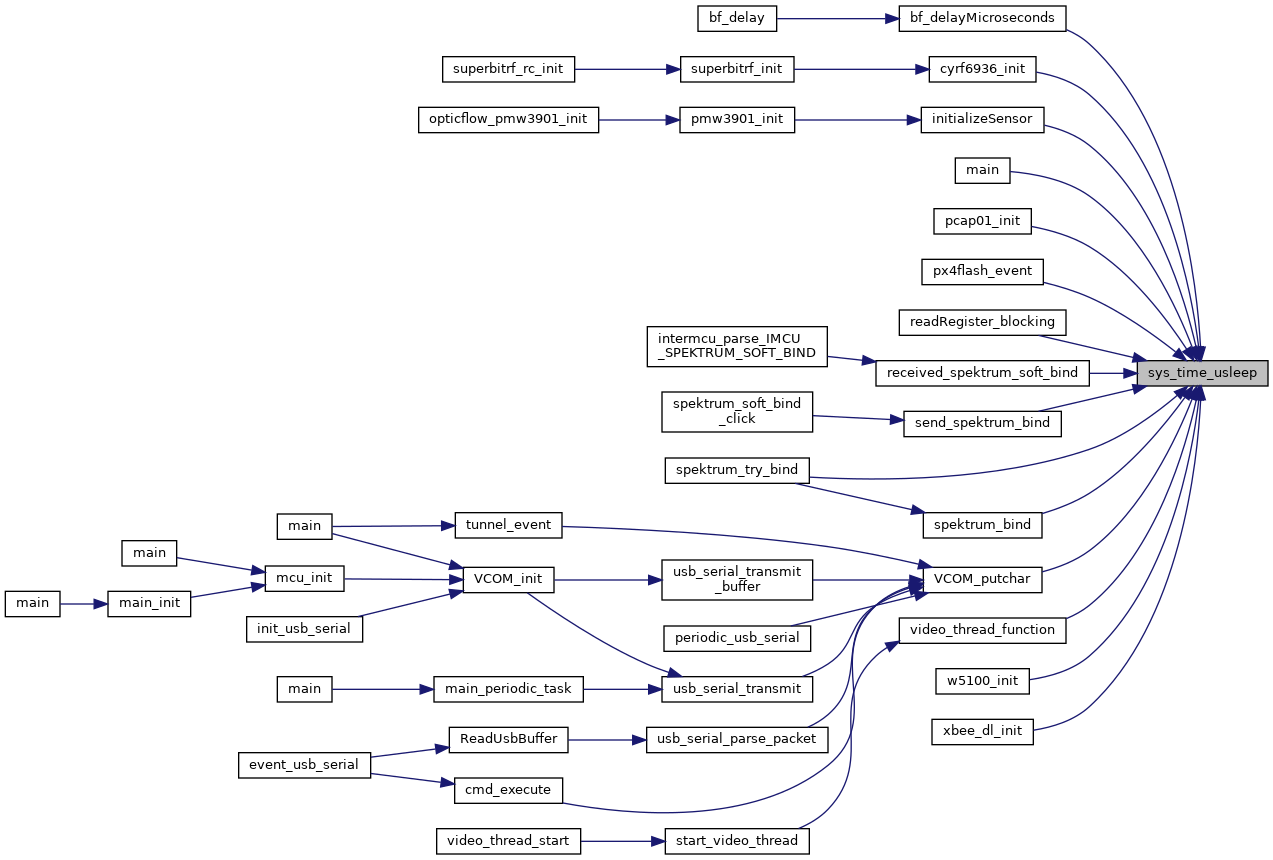 bf_delay
bf_delayMicroseconds
superbitrf_rc_init
superbitrf_init
cyrf6936_init
opticflow_pmw3901_init
pmw3901_init
initializeSensor
main
pcap01_init
px4flash_event
readRegister_blocking
intermcu_parse_IMCU
_SPEKTRUM_SOFT_BIND
received_spektrum_soft_bind
sys_time_usleep
spektrum_soft_bind
_click
send_spektrum_bind
spektrum_try_bind
spektrum_bind
main
tunnel_event
main
mcu_init
VCOM_init
usb_serial_transmit
_buffer
VCOM_putchar
main
main_init
init_usb_serial
periodic_usb_serial
video_thread_function
main
main_periodic_task
usb_serial_transmit
w5100_init
ReadUsbBuffer
usb_serial_parse_packet
xbee_dl_init
event_usb_serial
cmd_execute
video_thread_start
start_video_thread